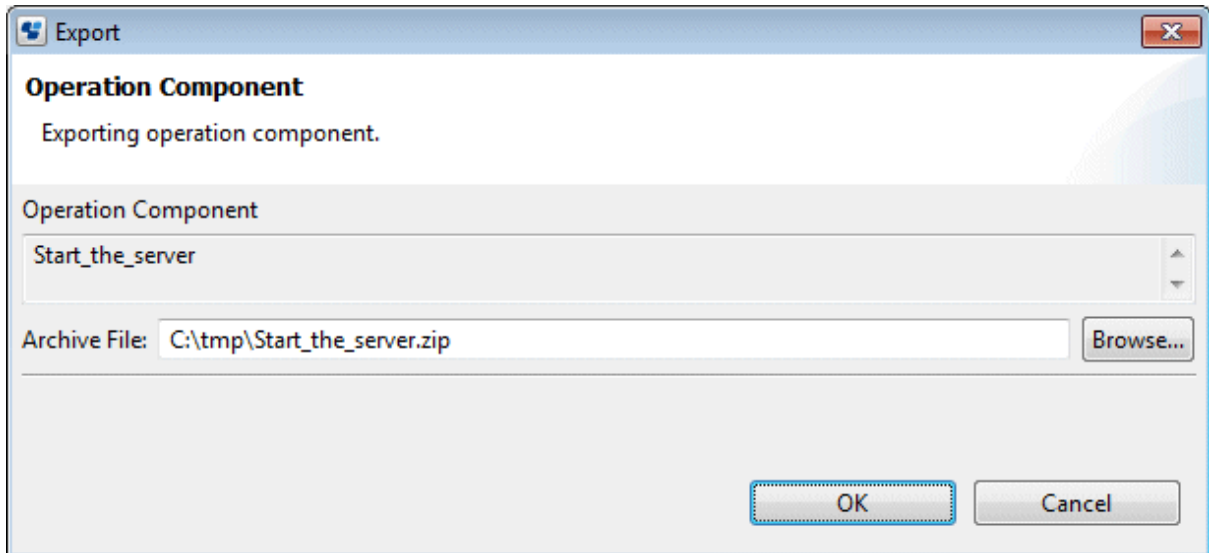 Export
Operation Component
Exporting operation component.
Operation Component
Start_the_server
Archive File: C:\tmp\Start_the_server.zip Browse...
OK Cancel